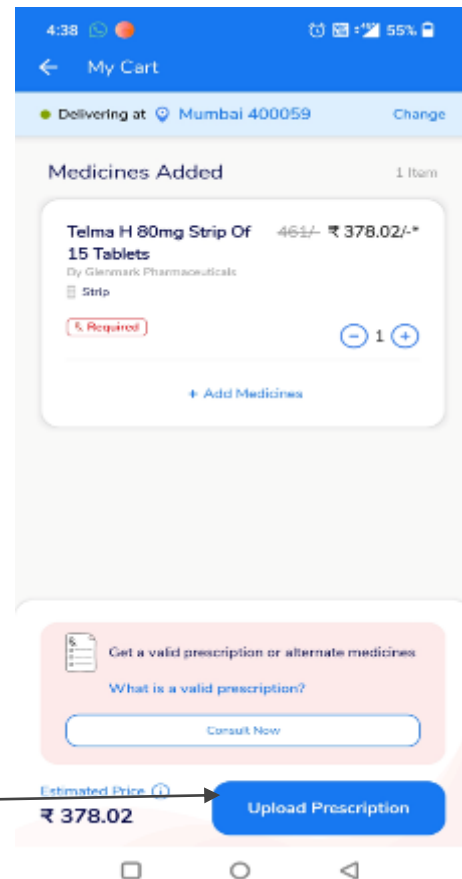 4:38 55%
My Cart
Delivering at Mumbai 400059 Change
Medicines Added 1 Item
Telma H 80mg Strip Of 461/- ₹ 378.02/-*
15 Tablets
By Glenmark Pharmaceuticals
Strip
Required
1
+ Add Medicines
Get a valid prescription or alternate medicines
What is a valid prescription?
Consult Now
Estimated Price
₹ 378.02 Upload Prescription